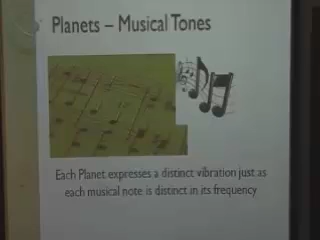 Planets – Musical Tones
Each Planet expresses a distinct vibration just as
each musical note is distinct in its frequency